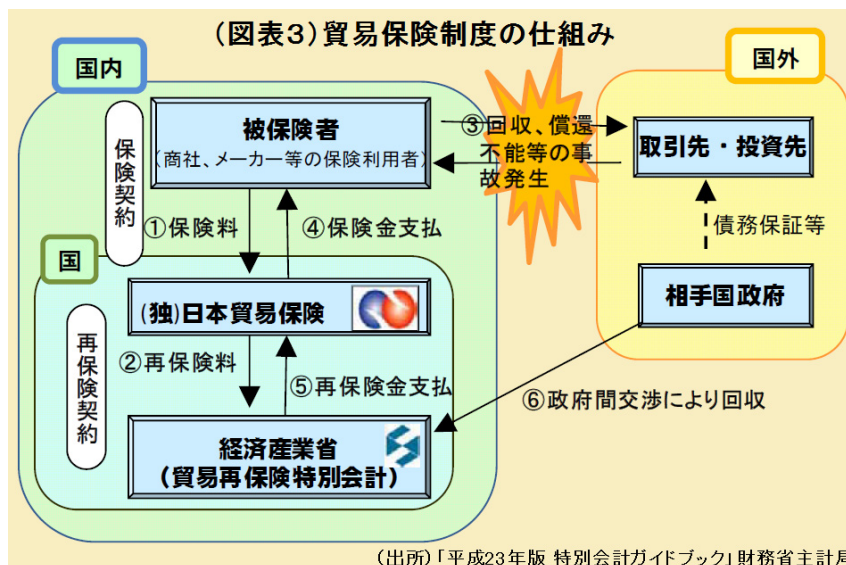 (図表3)貿易保険制度の仕組み
国内
国外
保険契約
被保険者
(商社、メーカー等の保険利用者)
③回収、償還
不能等の事
故発生
取引先・投資先
①保険料
④保険金支払
債務保証等
国
(独)日本貿易保険
相手国政府
再保険契約
②再保険料
⑤再保険金支払
⑥政府間交渉により回収
経済産業省
(貿易再保険特別会計)
(出所)「平成23年版 特別会計ガイドブック」財務省主計局